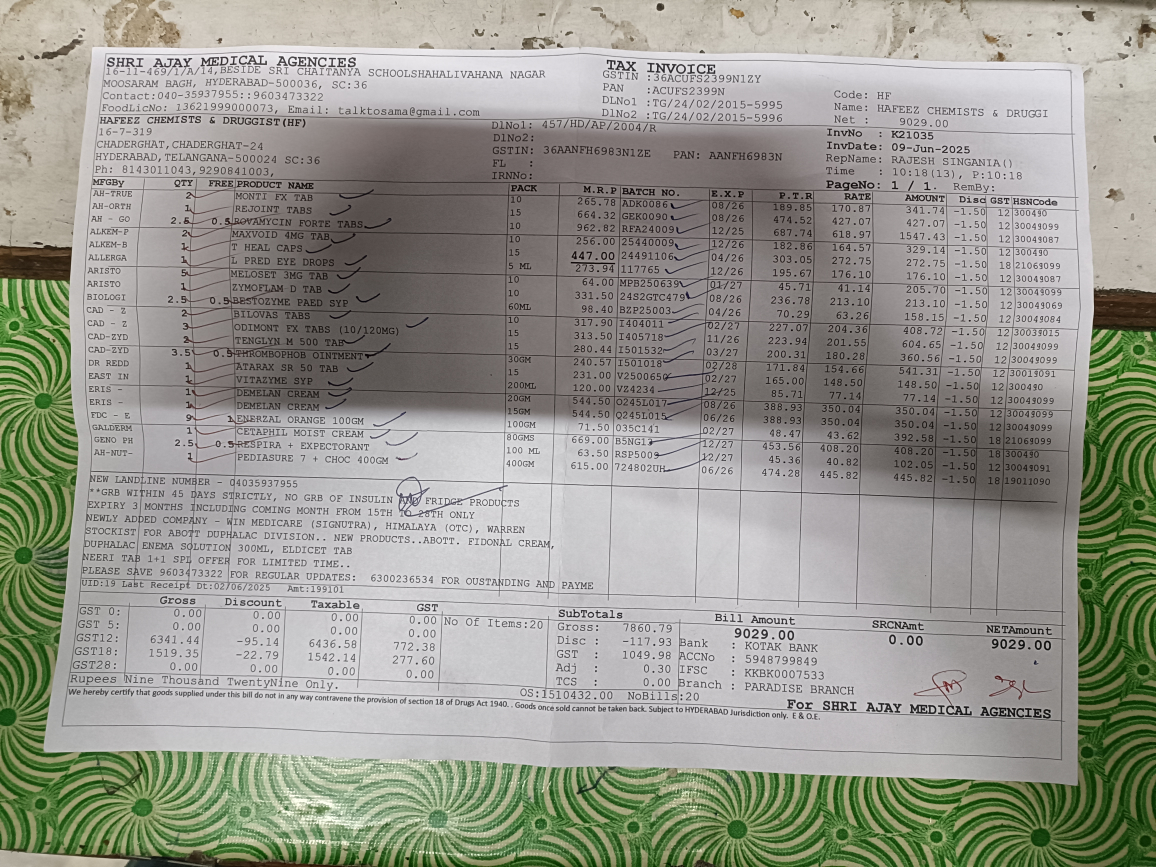 SHRI AJAY MEDICAL AGENCIES
16-11-469/1/A/14,BESIDE SRI CHAITANYA SCHOOLSHAHALIVAHANA NAGAR
MOOSARAM BAGH, HYDERABAD-500036, SC:36
Contact:040-35937955::9603473322
FoodLicNo: 13621999000073, Email: talktosama@gmail.com
TAX INVOICE
GSTIN :36ACUFS2399N1ZY
PAN :ACUFS2399N
DLNo1 :TG/24/02/2015-5995
DLNo2 :TG/24/02/2015-5996
Code: HF
Name: HAFEEZ CHEMISTS & DRUGGI
Net : 9029.00
HAFEEZ CHEMISTS & DRUGGIST(HF)
16-7-319
CHADERGHAT,CHADERGHAT-24
HYDERABAD,TELANGANA-500024 SC:36
Ph: 8143011043,9290841003,
DlNo1: 457/HD/AP/2004/R
DlNo2:
GSTIN: 36AANFH6983N1ZE PAN: AANFH6983N
FL :
IRNNo:
InvNo : K21035
InvDate: 09-Jun-2025
RepName: RAJESH SINGANIA()
Time : 10:18(13), P:10:18
PageNo: 1 / 1. RemBy:
MFGBy QTY FREE PRODUCT NAME PACK M.R.P BATCH NO. E.X.P P.T.R RATE AMOUNT Disc GST HSNCode
AH-TRUE 2 MONTI FX TAB 10 265.78 ADK0086 08/26 189.85 170.87 341.74 -1.50 12 300490
AH-ORTH 1 REJOINT TABS 15 664.32 GEK0090 08/26 474.52 427.07 427.07 -1.50 12 30049099
AH - GO 2.5 0.5 ROVAMYCIN FORTE TABS 10 962.82 RFA24009 12/25 687.74 618.97 1547.43 -1.50 12 30049087
ALKEM-P 2 MAXVOID 4MG TAB 10 256.00 25440009 12/26 182.86 164.57 329.14 -1.50 12 300490
ALKEM-B 1 T HEAL CAPS 15 447.00 24491106 04/26 303.05 272.75 272.75 -1.50 18 21069099
ALLERGA 1 L PRED EYE DROPS 5 ML 273.94 117765 12/26 195.67 176.10 176.10 -1.50 12 30049087
ARISTO 5 MELOSET 3MG TAB 10 64.00 MPB250639 01/27 45.71 41.14 205.70 -1.50 12 30049099
ARISTO 1 ZYMOFLAM D TAB 10 331.50 24S2GTC479 08/26 236.78 213.10 213.10 -1.50 12 30049069
BIOLOGI 2.5 0.5 BESTOZYME PAED SYP 60ML 98.40 BZP25003 04/26 70.29 63.26 158.15 -1.50 12 30049084
CAD - Z 2 BILOVAS TABS 10 317.90 I404011 02/27 227.07 204.36 408.72 -1.50 12 30039015
CAD - Z 3 ODIMONT FX TABS (10/120MG) 15 313.50 I405718 11/26 223.94 201.55 604.65 -1.50 12 30049099
CAD-ZYD 2 TENGLYN M 500 TAB 15 280.44 I501532 03/27 200.31 180.28 360.56 -1.50 12 30049099
CAD-ZYD 3.5 0.5 THROMBOPHOB OINTMENT 30GM 240.57 I501018 02/28 171.84 154.66 541.31 -1.50 12 30019091
DR REDD 1 ATARAX SR 50 TAB 15 231.00 V2500650 02/27 165.00 148.50 148.50 -1.50 12 300490
EAST IN 1 VITAZYME SYP 200ML 120.00 VZ4234 12/25 85.71 77.14 77.14 -1.50 12 30049099
ERIS - 1 DEMELAN CREAM 20GM 544.50 O245L017 08/26 388.93 350.04 350.04 -1.50 12 30049099
ERIS - 1 DEMELAN CREAM 15GM 544.50 Q245L015 06/26 388.93 350.04 350.04 -1.50 12 30049099
FDC - E 9 1 ENERZAL ORANGE 100GM 100GM 71.50 035C141 02/27 48.47 43.62 392.58 -1.50 18 21069099
GALDERM 1 CETAPHIL MOIST CREAM 80GMS 669.00 B5NG17 12/27 453.56 408.20 408.20 -1.50 18 300490
GENO PH 2.5 0.5 RESPIRA + EXPECTORANT 100 ML 63.50 RSP5009 12/27 45.36 40.82 102.05 -1.50 12 30049091
AH-NUT- 1 PEDIASURE 7 + CHOC 400GM 400GM 615.00 724802UH 06/26 474.28 445.82 445.82 -1.50 18 19011090
NEW LANDLINE NUMBER - 04035937955
**GRB WITHIN 45 DAYS STRICTLY, NO GRB OF INSULIN AND FRIDGE PRODUCTS
EXPIRY 3 MONTHS INCLUDING COMING MONTH FROM 15TH TO 28TH ONLY
NEWLY ADDED COMPANY - WIN MEDICARE (SIGNUTRA), HIMALAYA (OTC), WARREN
STOCKIST FOR ABOTT DUPHALAC DIVISION.. NEW PRODUCTS..ABOTT. FIDONAL CREAM,
DUPHALAC ENEMA SOLUTION 300ML, ELDICET TAB
NEERI TAB 1+1 SPL OFFER FOR LIMITED TIME..
PLEASE SAVE 9603473322 FOR REGULAR UPDATES: 6300236534 FOR OUSTANDING AND PAYME
UID:19 Last Receipt Dt:02/06/2025 Amt:199101
Gross Discount Taxable GST
GST 0: 0.00 0.00 0.00 0.00
GST 5: 0.00 0.00 0.00 0.00
GST12: 6341.44 -95.14 6436.58 772.38
GST18: 1519.35 -22.79 1542.14 277.60
GST28: 0.00 0.00 0.00 0.00
No Of Items:20
SubTotals
Gross: 7860.79
Disc : -117.93
GST : 1049.98
Adj : 0.30
TCS : 0.00
Bill Amount
9029.00
SRCNAmt
0.00
NETAmount
9029.00
Bank : KOTAK BANK
ACCNo : 5948799849
IFSC : KKBK0007533
Branch : PARADISE BRANCH
Rupees Nine Thousand TwentyNine Only.
OS:1510432.00 NoBills:20
We hereby certify that goods supplied under this bill do not in any way contravene the provision of section 18 of Drugs Act 1940. . Goods once sold cannot be taken back. Subject to HYDERABAD Jurisdiction only. E & O.E.
For SHRI AJAY MEDICAL AGENCIES